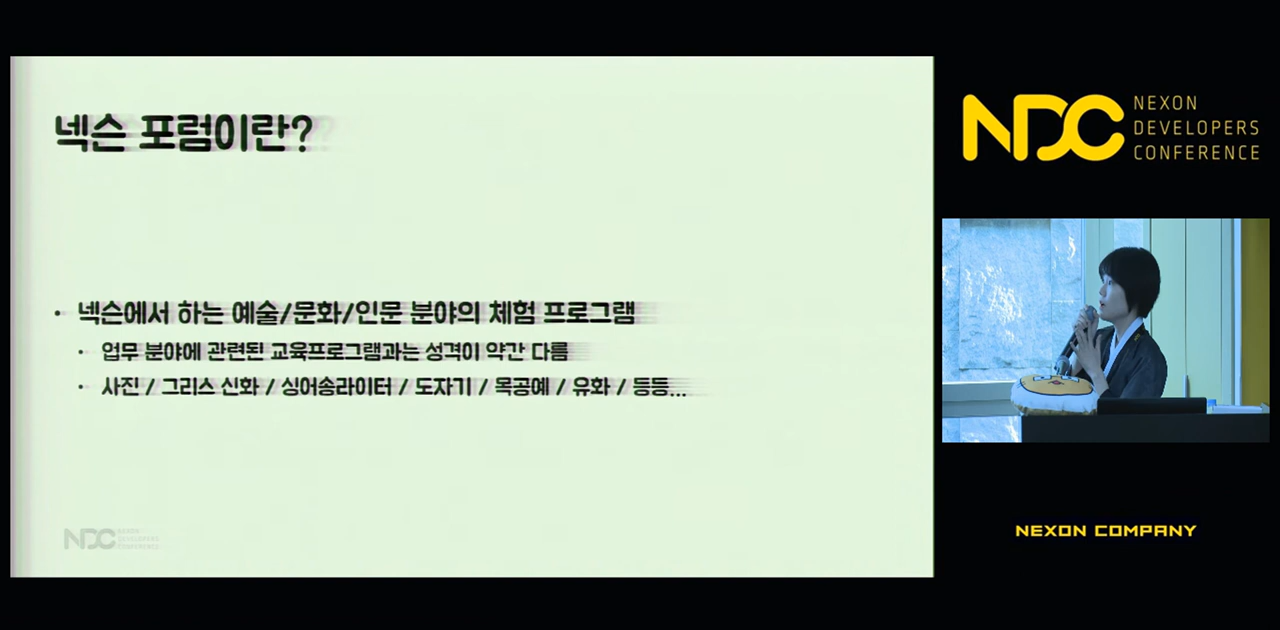 넥슨 포럼이란?
• 넥슨에서 하는 예술/문화/인문 분야의 체험 프로그램
• 업무 분야에 관련된 교육프로그램과는 성격이 약간 다름
• 사진 / 그리스 신화 / 싱어송라이터 / 도자기 / 목공예 / 유화 / 등등...
NDC NEXON
DEVELOPERS
CONFERENCE
NDC NEXON
DEVELOPERS
CONFERENCE
NEXON COMPANY